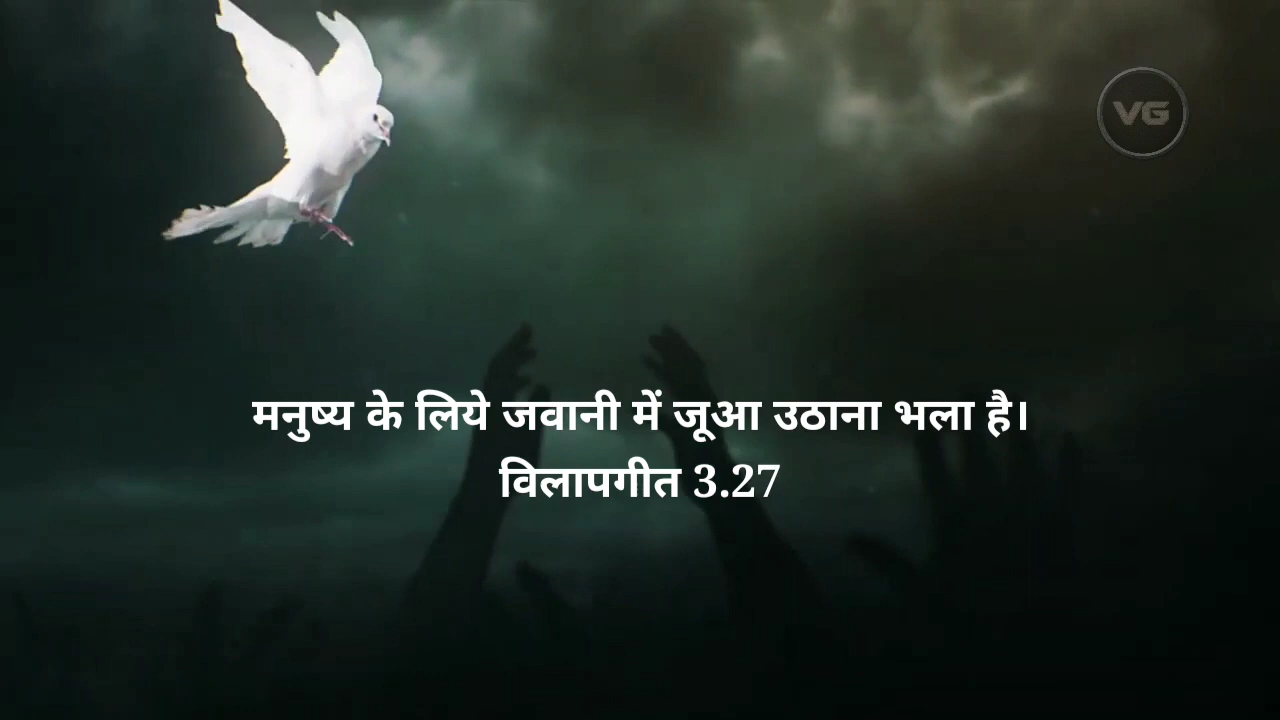 VG
मनुष्य के लिये जवानी में जूआ उठाना भला है।
विलापगीत 3.27